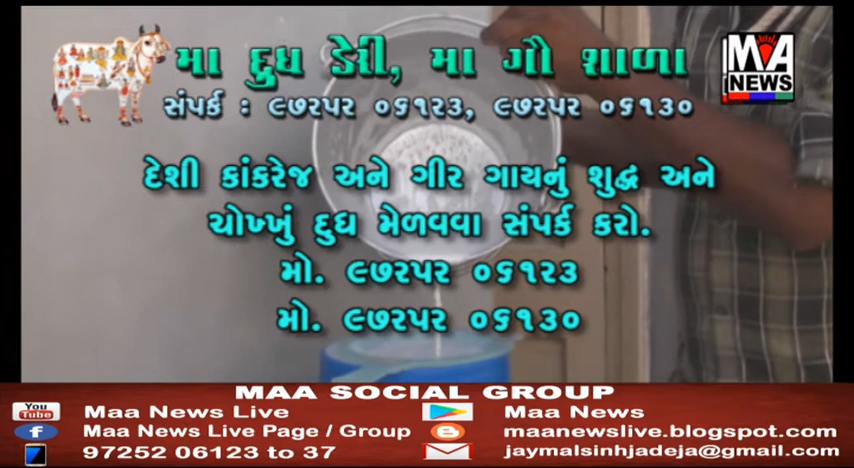 મા દુધ ડેરી, મા ગૌ શાળા
MAA
NEWS
સંપર્ક : ૯૭૨૫૨ ૦૬૧૨૩, ૯૭૨૫૨ ૦૬૧૩૦
દેશી કાંકરેજ અને ગીર ગાયનું શુદ્ધ અને
ચોખ્ખું દુધ મેળવવા સંપર્ક કરો.
મો. ૯૭૨૫૨ ૦૬૧૨૩
મો. ૯૭૨૫૨ ૦૬૧૩૦
MAA SOCIAL GROUP
You Tube Maa News Live
Maa News
f Maa News Live Page / Group
maanewslive.blogspot.com
97252 06123 to 37
jaymalsinhjadeja@gmail.com